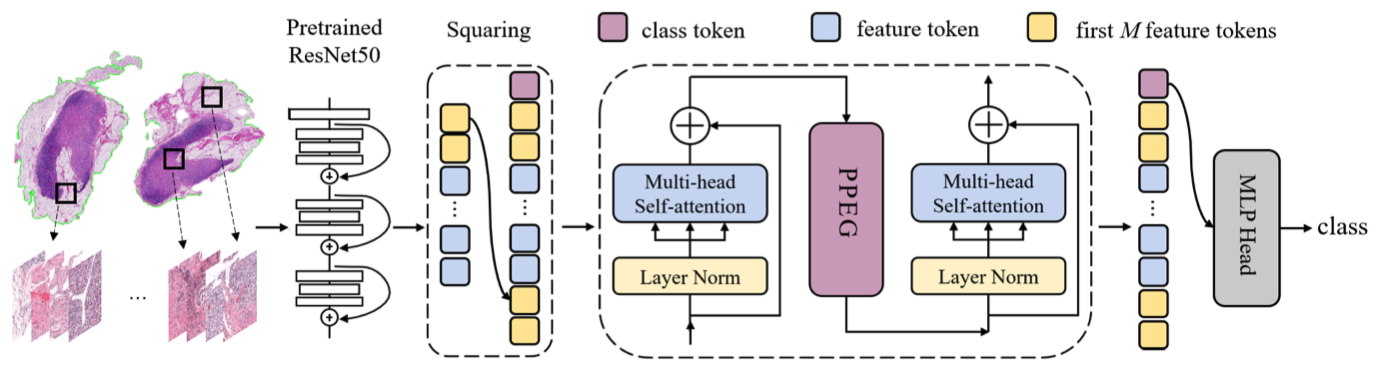 Pretrained
ResNet50
Squaring
class token
feature token
first M feature tokens
Multi-head
Self-attention
Layer Norm
PPEG
Multi-head
Self-attention
Layer Norm
MLP Head
class